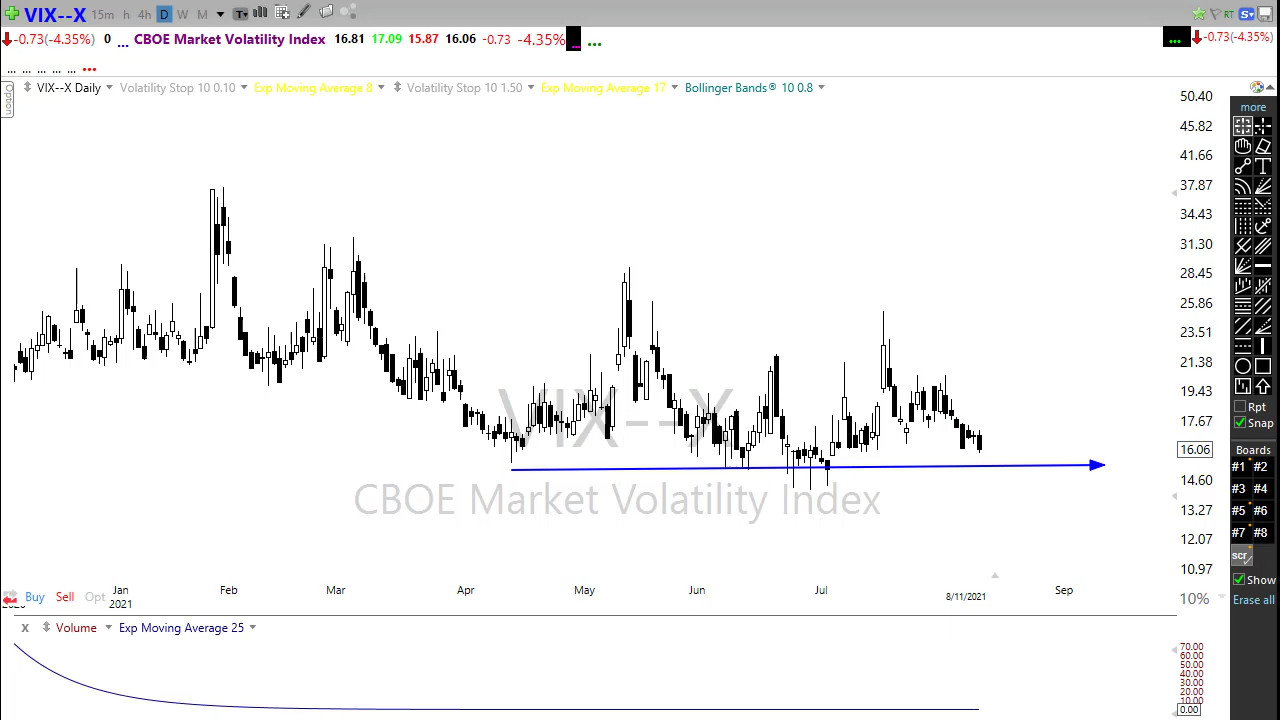 VIX--X 15m h 4h D W M T RT S
-0.73(-4.35%) 0 ... CBOE Market Volatility Index 16.81 17.09 15.87 16.06 -0.73 -4.35% ... ... ... -0.73(-4.35%)
... ... ... ... ... ...
Option
VIX--X Daily Volatility Stop 10 0.10 Exp Moving Average 8 Volatility Stop 10 1.50 Exp Moving Average 17 Bollinger Bands® 10 0.8
50.40
45.82
41.66
37.87
34.43
31.30
28.45
25.86
23.51
21.38
19.43
17.67
16.06
14.60
13.27
12.07
10.97
10%
VIX--X
CBOE Market Volatility Index
more
T
Rpt
Snap
Boards
#1 #2
#3 #4
#5 #6
#7 #8
scr
Show
Erase all
Buy Sell Opt
Jan Feb Mar Apr May Jun Jul 8/11/2021 Sep
2021
X Volume Exp Moving Average 25
70.00
60.00
50.00
40.00
30.00
20.00
10.00
0.00